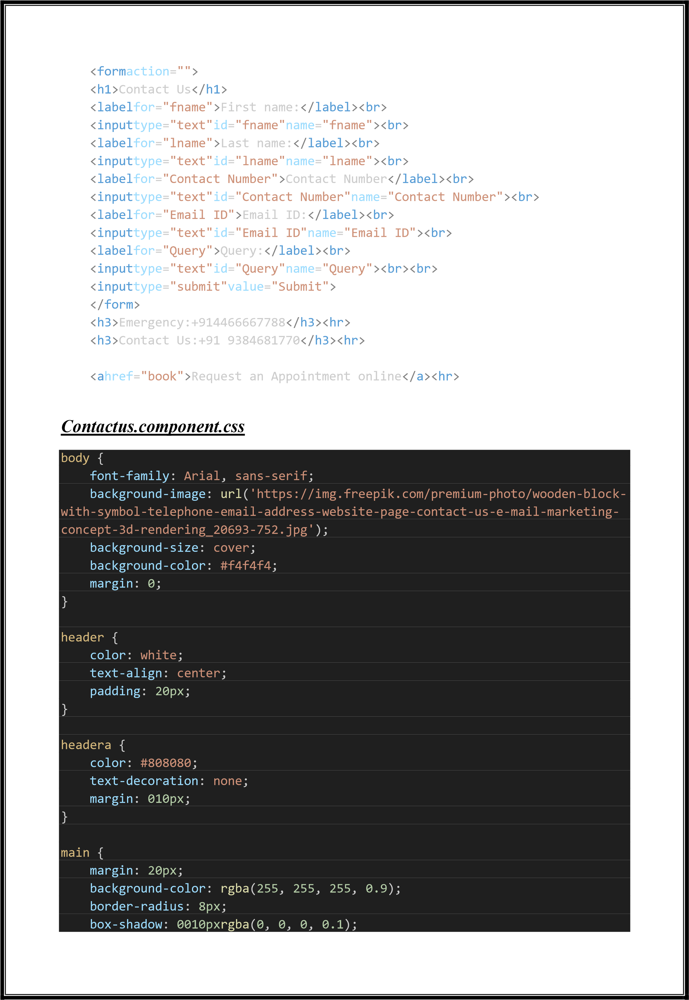 <formaction="">
<h1>Contact Us</h1>
<labelfor="fname">First name:</label><br>
<inputtype="text"id="fname"name="fname"><br>
<labelfor="lname">Last name:</label><br>
<inputtype="text"id="lname"name="lname"><br>
<labelfor="Contact Number">Contact Number</label><br>
<inputtype="text"id="Contact Number"name="Contact Number"><br>
<labelfor="Email ID">Email ID:</label><br>
<inputtype="text"id="Email ID"name="Email ID"><br>
<labelfor="Query">Query:</label><br>
<inputtype="text"id="Query"name="Query"><br><br>
<inputtype="submit"value="Submit">
</form>
<h3>Emergency:+914466667788</h3><hr>
<h3>Contact Us:+91 9384681770</h3><hr>
<ahref="book">Request an Appointment online</a><hr>
Contactus.component.css
body {
    font-family: Arial, sans-serif;
    background-image: url('https://img.freepik.com/premium-photo/wooden-block-
with-symbol-telephone-email-address-website-page-contact-us-e-mail-marketing-
concept-3d-rendering_20693-752.jpg');
    background-size: cover;
    background-color: #f4f4f4;
    margin: 0;
}
header {
    color: white;
    text-align: center;
    padding: 20px;
}
headera {
    color: #808080;
    text-decoration: none;
    margin: 010px;
}
main {
    margin: 20px;
    background-color: rgba(255, 255, 255, 0.9);
    border-radius: 8px;
    box-shadow: 0010pxrgba(0, 0, 0, 0.1);